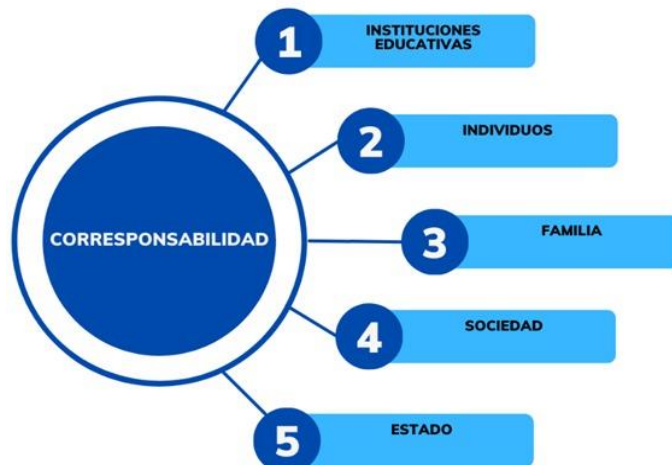 1
INSTITUCIONES
EDUCATIVAS
2
INDIVIDUOS
CORRESPONSABILIDAD
3
FAMILIA
4
SOCIEDAD
5
ESTADO